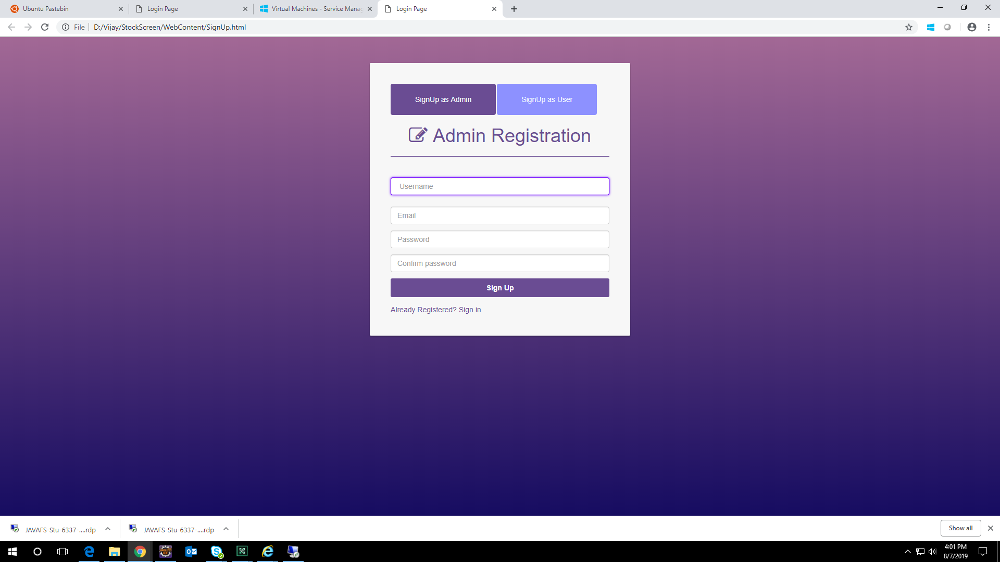 Ubuntu Pastebin
Login Page
Virtual Machines - Service Manag
Login Page
File
D:/Vijay/StockScreen/WebContent/SignUp.html
SignUp as Admin
SignUp as User
Admin Registration
Username
Email
Password
Confirm password
Sign Up
Already Registered? Sign in
JAVAFS-Stu-6337-....rdp
JAVAFS-Stu-6337-....rdp
Show all
4:01 PM
8/7/2019